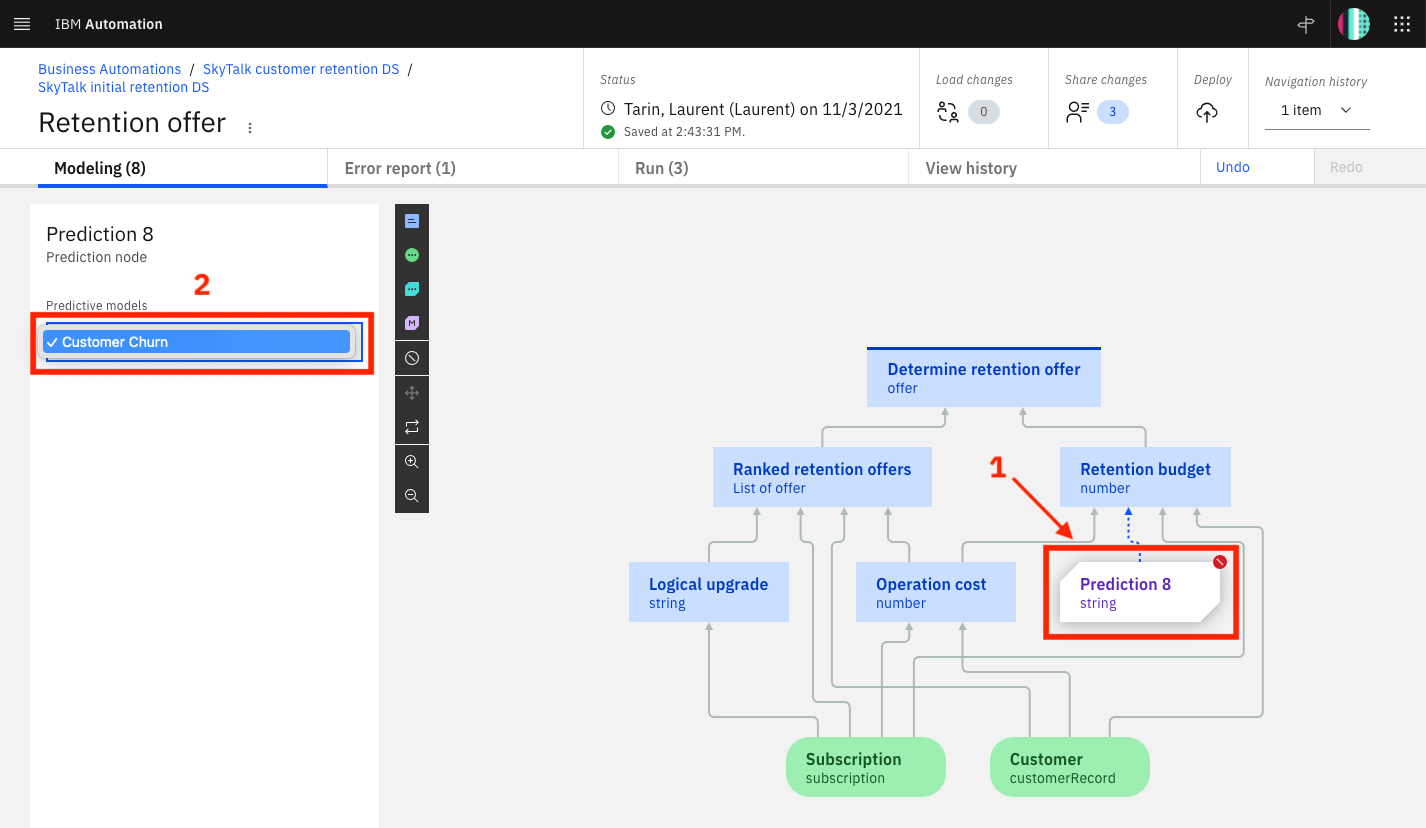 IBM Automation
Business Automations / SkyTalk customer retention DS /
SkyTalk initial retention DS
Retention offer
Status
Tarin, Laurent (Laurent) on 11/3/2021
Saved at 2:43:31 PM.
Load changes
0
Share changes
3
Deploy
Navigation history
1 item
Modeling (8)
Error report (1)
Run (3)
View history
Undo
Redo
Prediction 8
Prediction node
2
Predictive models
Customer Churn
M
Determine retention offer
offer
Ranked retention offers
List of offer
1
Retention budget
number
Logical upgrade
string
Operation cost
number
Prediction 8
string
Subscription
subscription
Customer
customerRecord